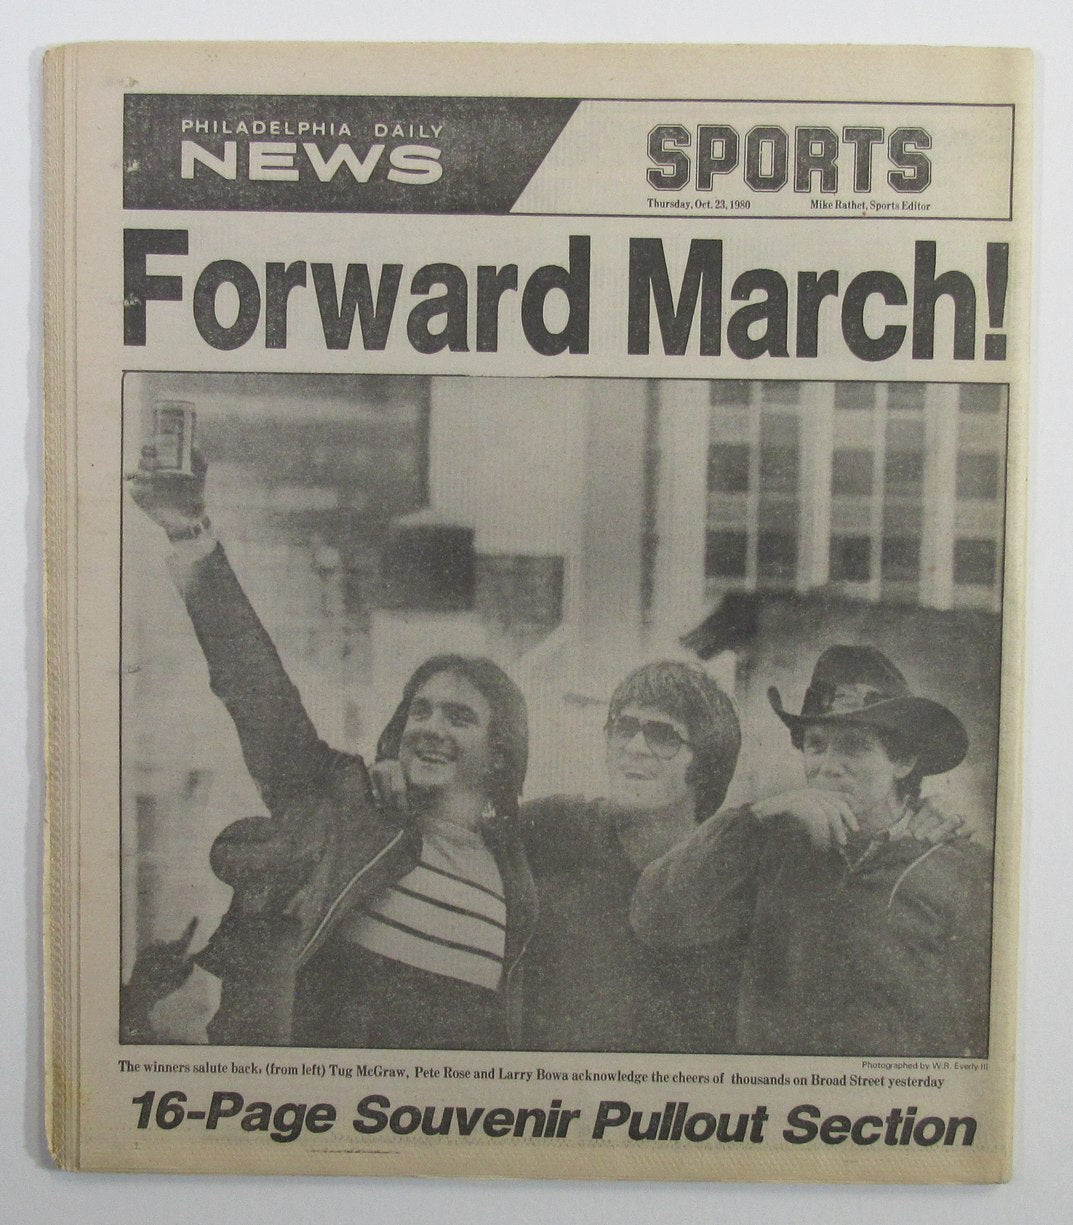 PHILADELPHIA DAILY
NEWS
SPORTS
Thursday, Oct. 23, 1980 Mike Rathet, Sports Editor
Forward March!
Photographed by W.R. Everly III
The winners salute back: (from left) Tug McGraw, Pete Rose and Larry Bowa acknowledge the cheers of thousands on Broad Street yesterday
16-Page Souvenir Pullout Section